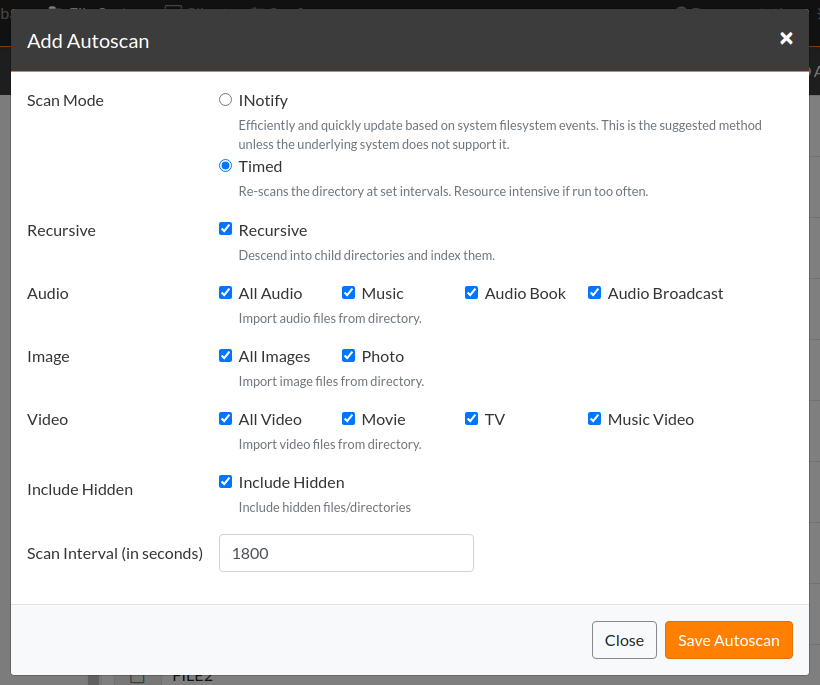 Add Autoscan ×
Scan Mode
INotify
Efficiently and quickly update based on system filesystem events. This is the suggested method
unless the underlying system does not support it.
Timed
Re-scans the directory at set intervals. Resource intensive if run too often.
Recursive Recursive
Descend into child directories and index them.
Audio All Audio Music Audio Book Audio Broadcast
Import audio files from directory.
Image All Images Photo
Import image files from directory.
Video All Video Movie TV Music Video
Import video files from directory.
Include Hidden Include Hidden
Include hidden files/directories
Scan Interval (in seconds) 1800
Close Save Autoscan
FILE2